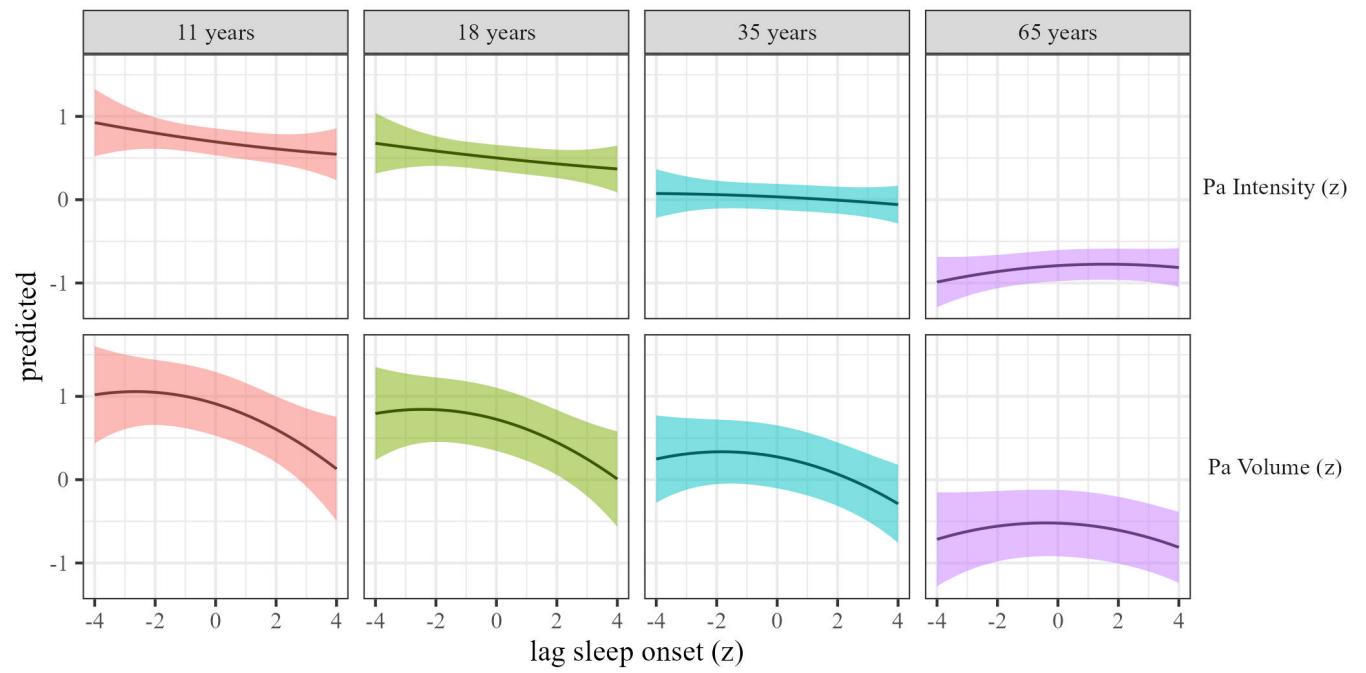 11 years 18 years 35 years 65 years
1
0
-1
Pa Intensity (z)
predicted
1
0
-1
Pa Volume (z)
-4 -2 0 2 4 -4 -2 0 2 4 -4 -2 0 2 4 -4 -2 0 2 4
lag sleep onset (z)